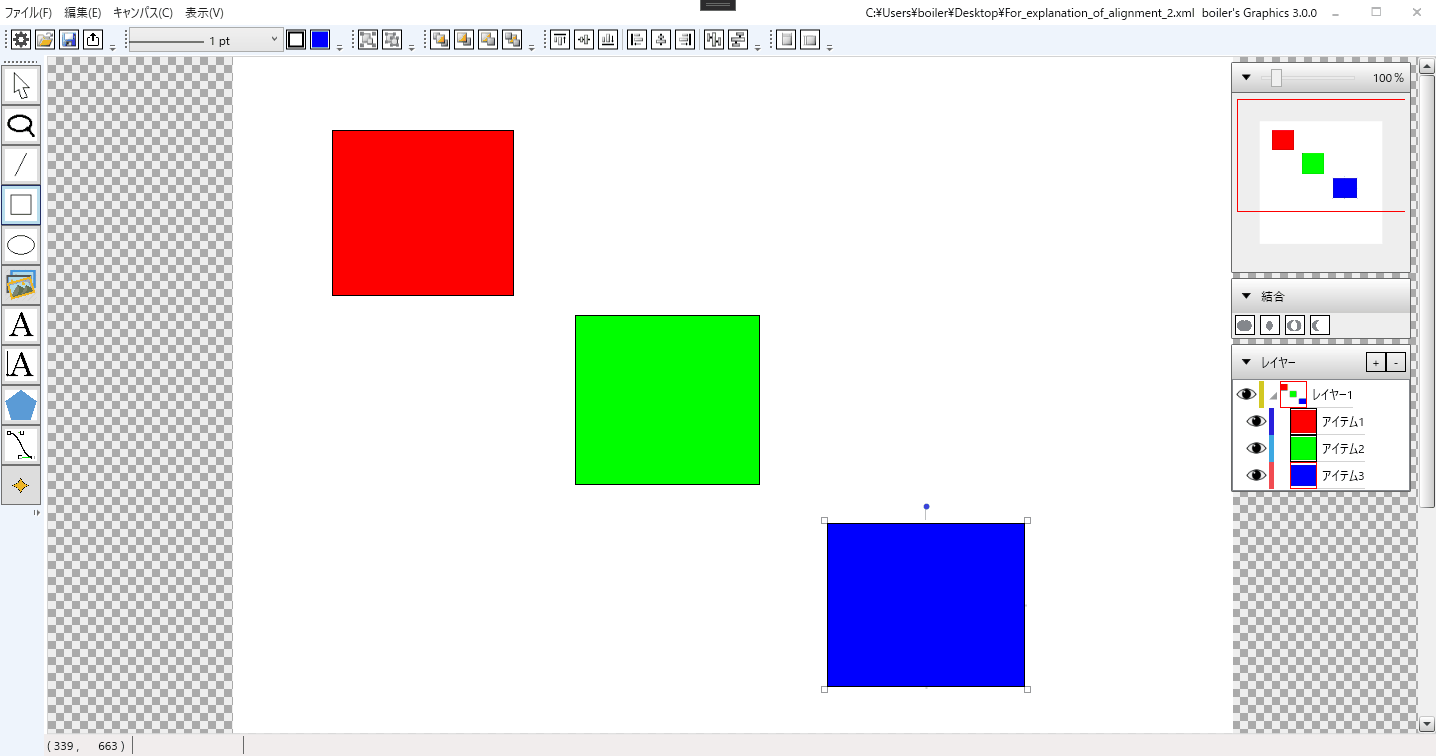 ファイル(F) 編集(E) キャンバス(C) 表示(V) C:¥Users¥boiler¥Desktop¥For_explanation_of_alignment_2.xml boiler's Graphics 3.0.0
1 pt
100 %
結合
レイヤー + -
レイヤー1
アイテム1
アイテム2
アイテム3
A
A
( 339 , 663 )